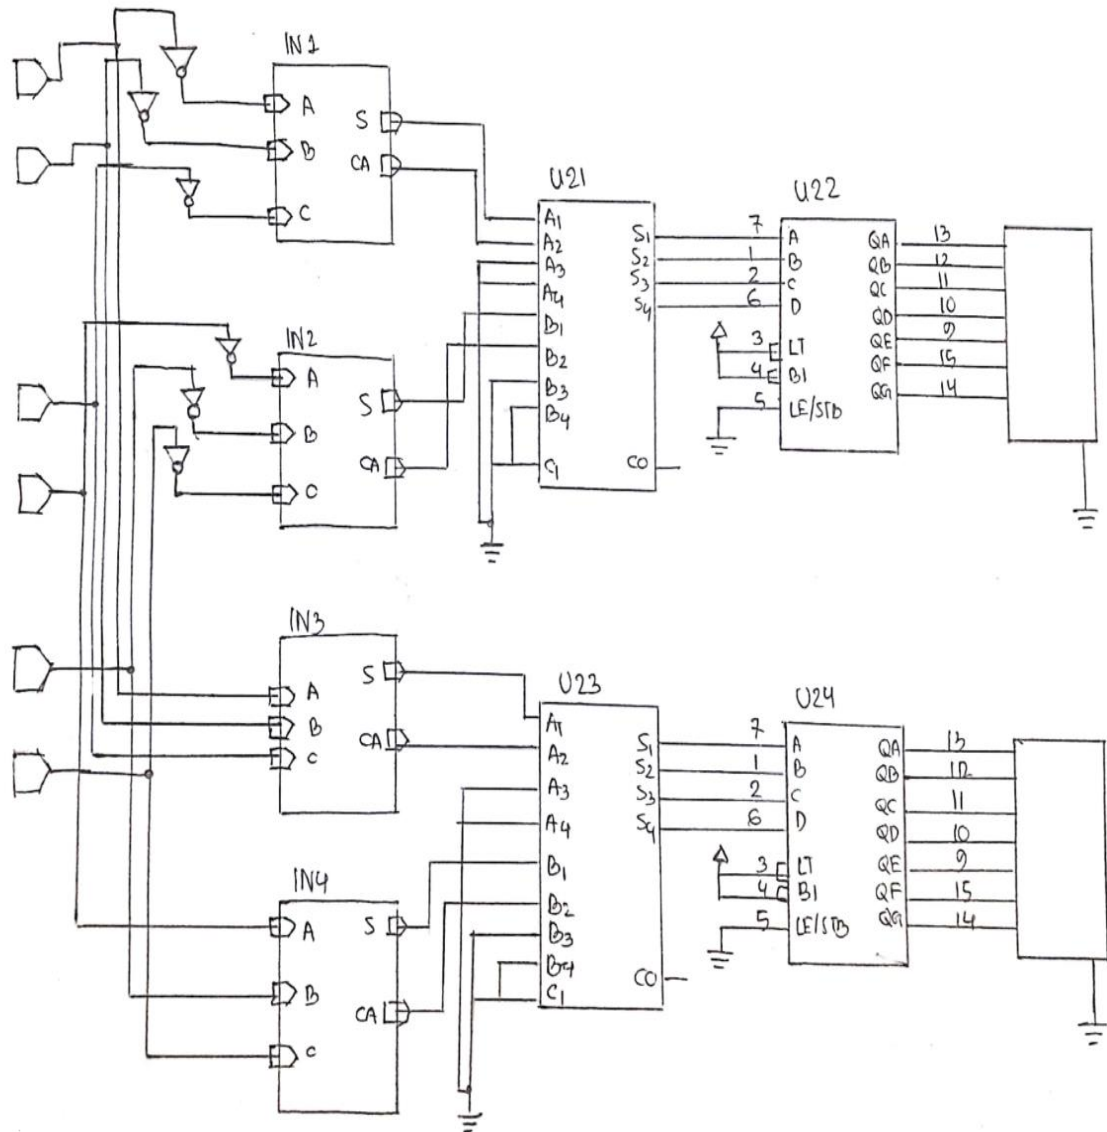 IN1
A
B
C
S
CA
IN2
A
B
C
S
CA
U21
A1
A2
A3
A4
B1
B2
B3
B4
C1
S1
S2
S3
S4
CO
7
1
2
6
3
4
5
U22
A
B
C
D
LT
BI
LE/STB
QA
QB
QC
QD
QE
QF
QG
13
12
11
10
9
15
14
IN3
A
B
C
S
CA
IN4
A
B
C
S
CA
U23
A1
A2
A3
A4
B1
B2
B3
B4
C1
S1
S2
S3
S4
CO
7
1
2
6
3
4
5
U24
A
B
C
D
LT
BI
LE/STB
QA
QB
QC
QD
QE
QF
QG
13
12
11
10
9
15
14